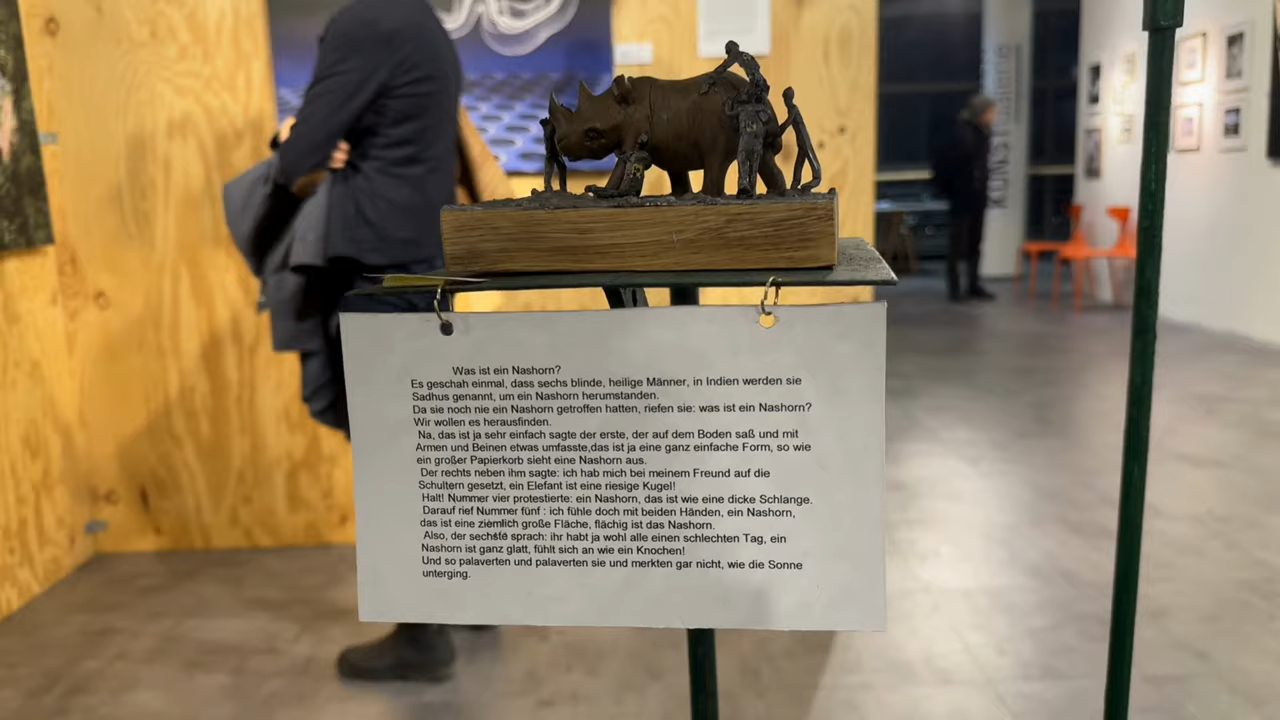 Was ist ein Nashorn?
Es geschah einmal, dass sechs blinde, heilige Männer, in Indien werden sie
Sadhus genannt, um ein Nashorn herumstanden.
Da sie noch nie ein Nashorn getroffen hatten, riefen sie: was ist ein Nashorn?
Wir wollen es herausfinden.
Na, das ist ja sehr einfach sagte der erste, der auf dem Boden saß und mit
Armen und Beinen etwas umfasste,das ist ja eine ganz einfache Form, so wie
ein großer Papierkorb sieht eine Nashorn aus.
Der rechts neben ihm sagte: ich hab mich bei meinem Freund auf die
Schultern gesetzt, ein Elefant ist eine riesige Kugel!
Halt! Nummer vier protestierte: ein Nashorn, das ist wie eine dicke Schlange.
Darauf rief Nummer fünf : ich fühle doch mit beiden Händen, ein Nashorn,
das ist eine ziemlich große Fläche, flächig ist das Nashorn.
Also, der sechste sprach: ihr habt ja wohl alle einen schlechten Tag, ein
Nashorn ist ganz glatt, fühlt sich an wie ein Knochen!
Und so palaverten und palaverten sie und merkten gar nicht, wie die Sonne
unterging.